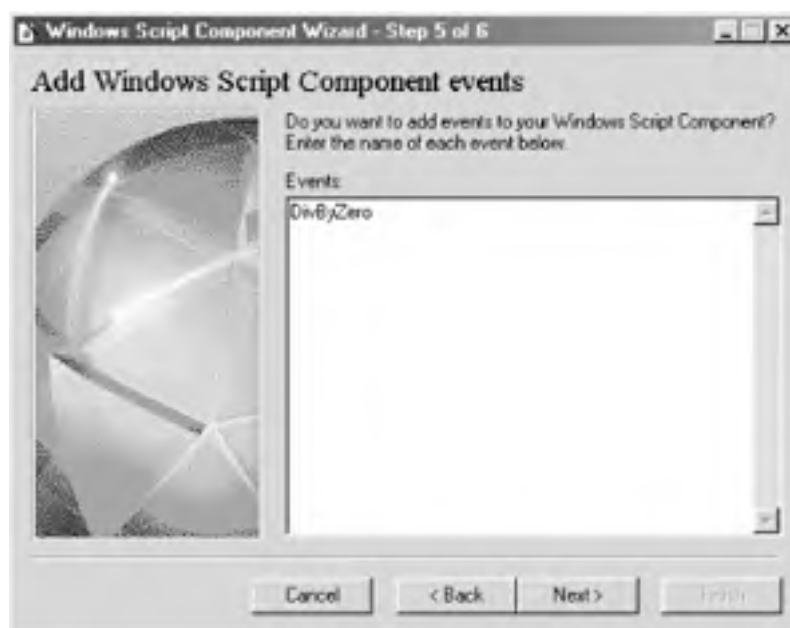 Windows Script Component Wizard - Step 5 of 6
Add Windows Script Component events
Do you want to add events to your Windows Script Component?
Enter the name of each event below.
Events:
DivByZero
Cancel
< Back
Next >
Finish